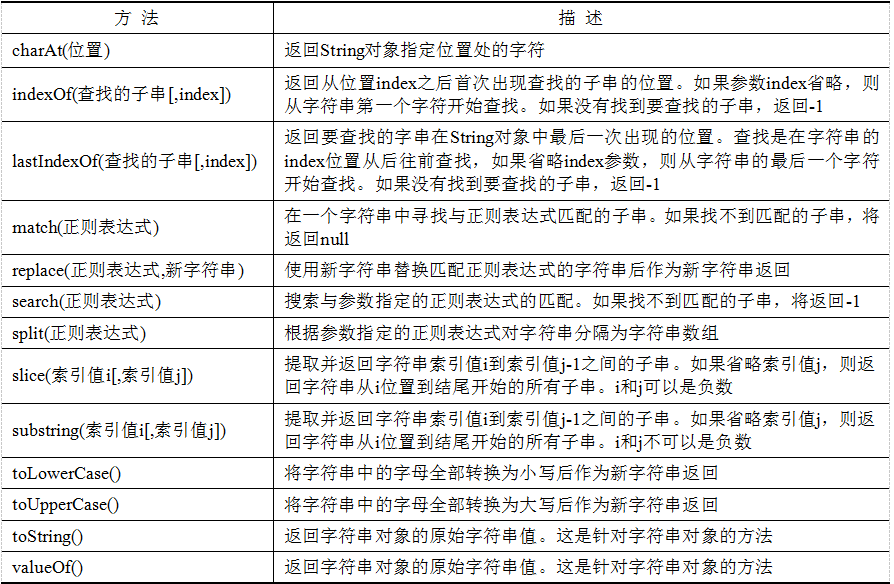 方 法 描 述
charAt(位置) 返回String对象指定位置处的字符
indexOf(查找的子串[,index]) 返回从位置index之后首次出现查找的子串的位置。如果参数index省略，则
从字符串第一个字符开始查找。如果没有找到要查找的子串，返回-1
lastIndexOf(查找的子串[,index]) 返回要查找的字串在String对象中最后一次出现的位置。查找是在字符串的
index位置从后往前查找，如果省略index参数，则从字符串的最后一个字符
开始查找。如果没有找到要查找的子串，返回-1
match(正则表达式) 在一个字符串中寻找与正则表达式匹配的子串。如果找不到匹配的子串，将
返回null
replace(正则表达式,新字符串) 使用新字符串替换匹配正则表达式的字符串后作为新字符串返回
search(正则表达式) 搜索与参数指定的正则表达式的匹配。如果找不到匹配的子串，将返回-1
split(正则表达式) 根据参数指定的正则表达式对字符串分隔为字符串数组
slice(索引值i[,索引值j]) 提取并返回字符串索引值i到索引值j-1之间的子串。如果省略索引值j，则返
回字符串从i位置到结尾开始的所有子串。i和j可以是负数
substring(索引值i[,索引值j]) 提取并返回字符串索引值i到索引值j-1之间的子串。如果省略索引值j，则返
回字符串从i位置到结尾开始的所有子串。i和j不可以是负数
toLowerCase() 将字符串中的字母全部转换为小写后作为新字符串返回
toUpperCase() 将字符串中的字母全部转换为大写后作为新字符串返回
toString() 返回字符串对象的原始字符串值。这是针对字符串对象的方法
valueOf() 返回字符串对象的原始字符串值。这是针对字符串对象的方法